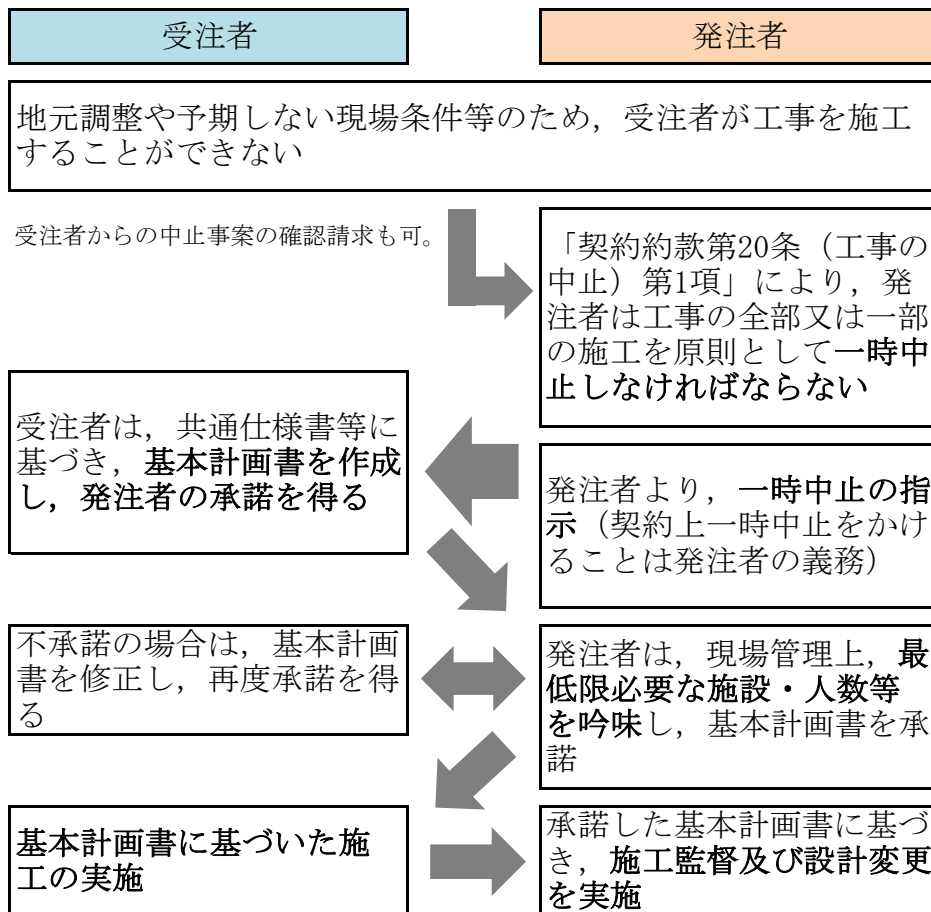 受注者
発注者
地元調整や予期しない現場条件等のため，受注者が工事を施工
することができない
受注者からの中止事案の確認請求も可。
「契約約款第20条（工事の
中止）第1項」により，発
注者は工事の全部又は一部
の施工を原則として一時中
止しなければならない
発注者より，一時中止の指
示（契約上一時中止をかけ
ることは発注者の義務）
受注者は，共通仕様書等に
基づき，基本計画書を作成
し，発注者の承諾を得る
発注者は，現場管理上，最
低限必要な施設・人数等
を吟味し，基本計画書を承
諾
不承諾の場合は，基本計画
書を修正し，再度承諾を得
る
基本計画書に基づいた施
工の実施
承諾した基本計画書に基づ
き，施工監督及び設計変更
を実施